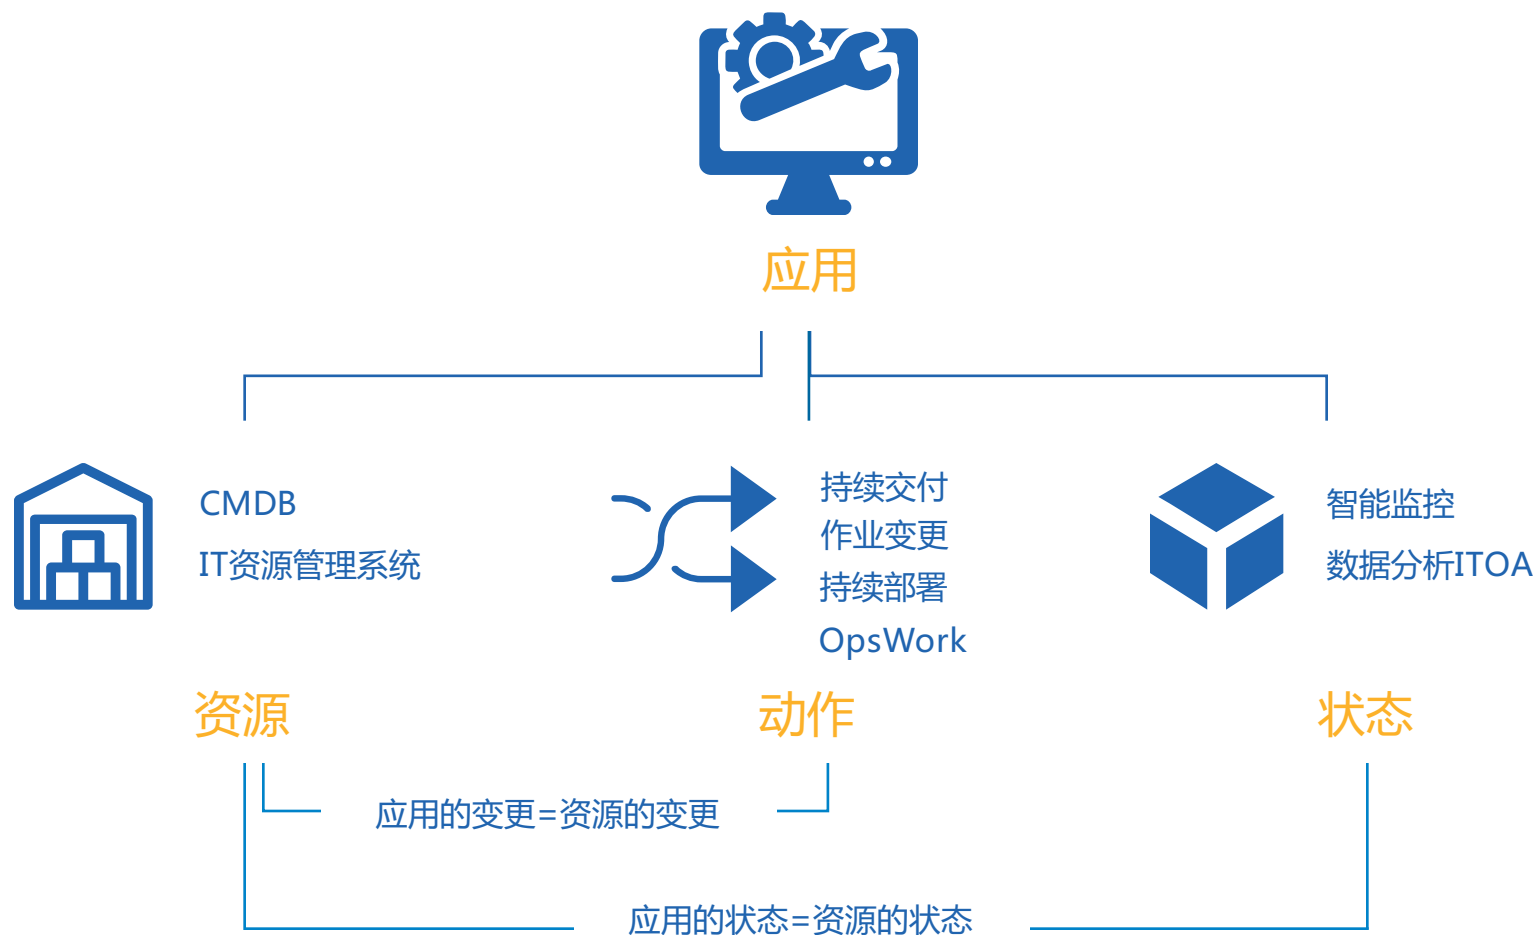 应用
CMDB
IT资源管理系统
持续交付
作业变更
持续部署
OpsWork
智能监控
数据分析ITOA
资源
动作
状态
应用的变更=资源的变更
应用的状态=资源的状态